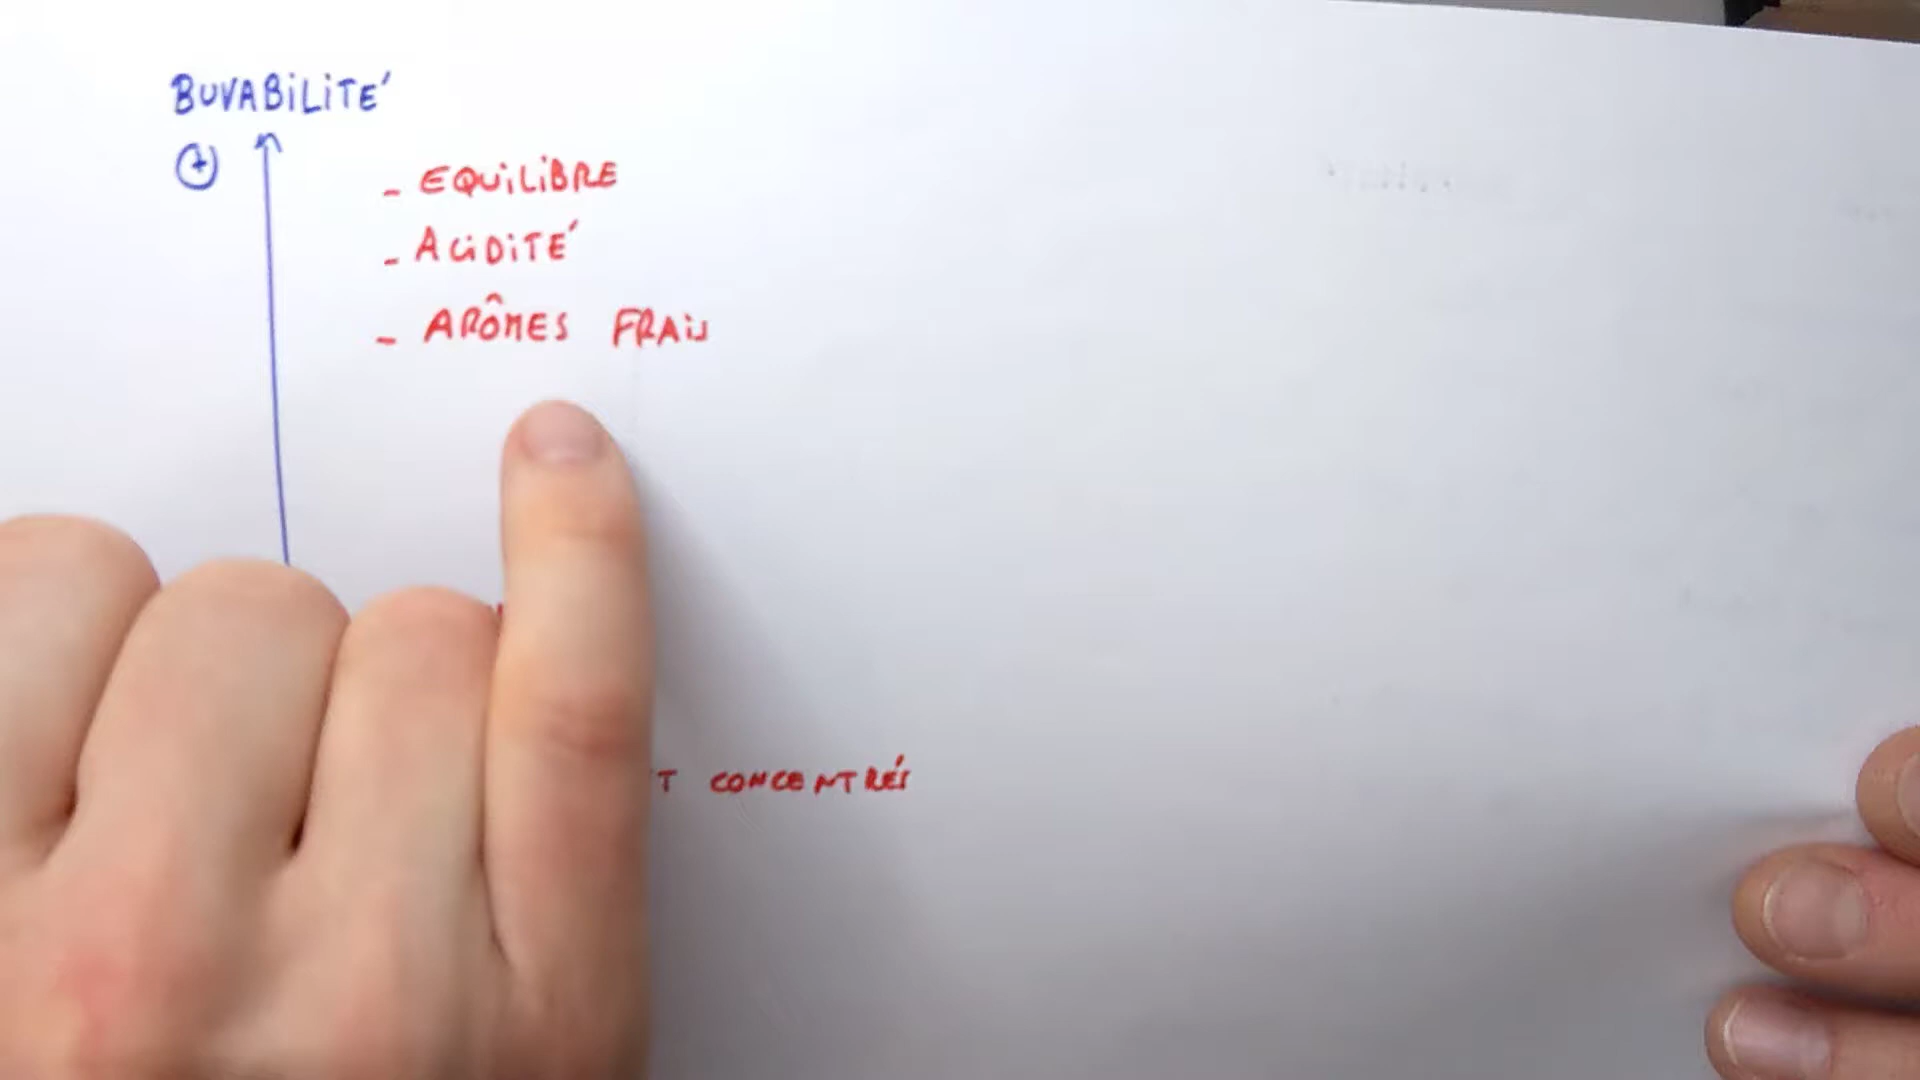 BUVABILITÉ
+
- EQUILIBRE
- ACIDITÉ
- ARÔMES FRAIS
CONCENTRÉS